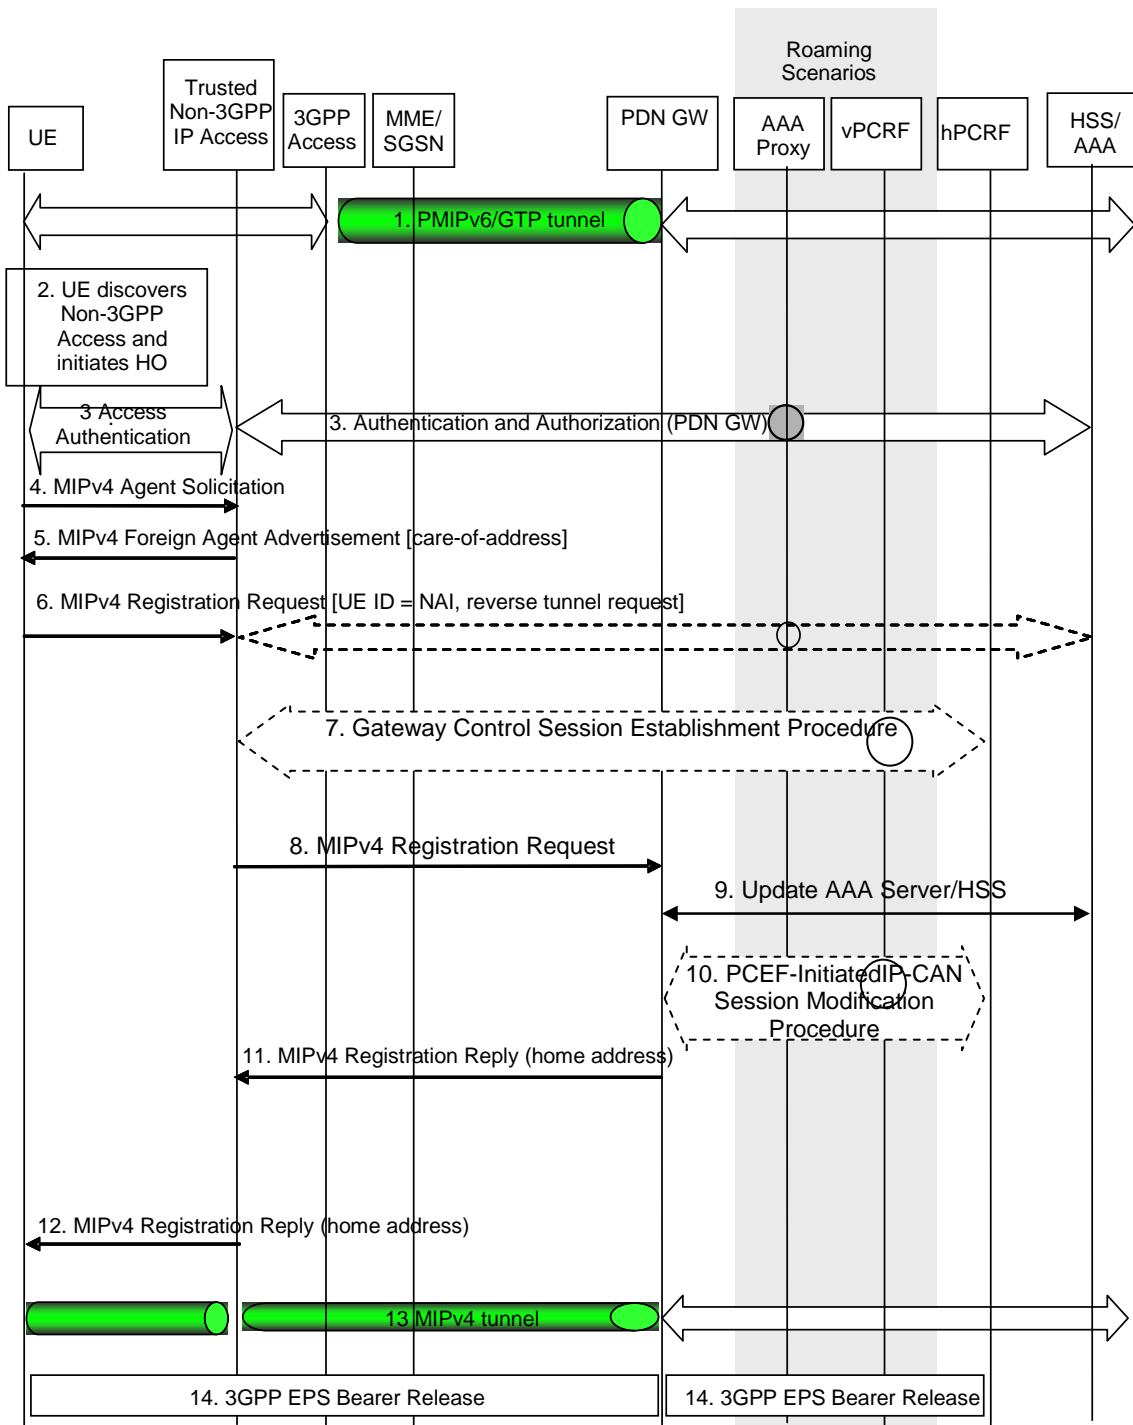 Roaming
Scenarios
UE
Trusted
Non-3GPP
IP Access
3GPP
Access
MME/
SGSN
PDN GW
AAA
Proxy
vPCRF
hPCRF
HSS/
AAA
1. PMIPv6/GTP tunnel
2. UE discovers
Non-3GPP
Access and
initiates HO
3 Access
Authentication
3. Authentication and Authorization (PDN GW)
4. MIPv4 Agent Solicitation
5. MIPv4 Foreign Agent Advertisement [care-of-address]
6. MIPv4 Registration Request [UE ID = NAI, reverse tunnel request]
7. Gateway Control Session Establishment Procedure
8. MIPv4 Registration Request
9. Update AAA Server/HSS
10. PCEF-InitiatedIP-CAN
Session Modification
Procedure
11. MIPv4 Registration Reply (home address)
12. MIPv4 Registration Reply (home address)
13 MIPv4 tunnel
14. 3GPP EPS Bearer Release
14. 3GPP EPS Bearer Release